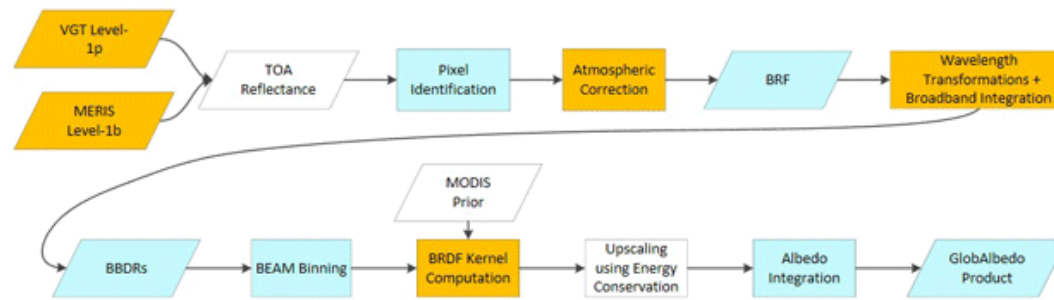 VGT Level-
1p
MERIS
Level-1b
TOA
Reflectance
Pixel
Identification
Atmospheric
Correction
BRF
Wavelength
Transformations +
Broadband Integration
MODIS
Prior
BBDRs
BEAM Binning
BRDF Kernel
Computation
Upscaling
using Energy
Conservation
Albedo
Integration
GlobAlbedo
Product